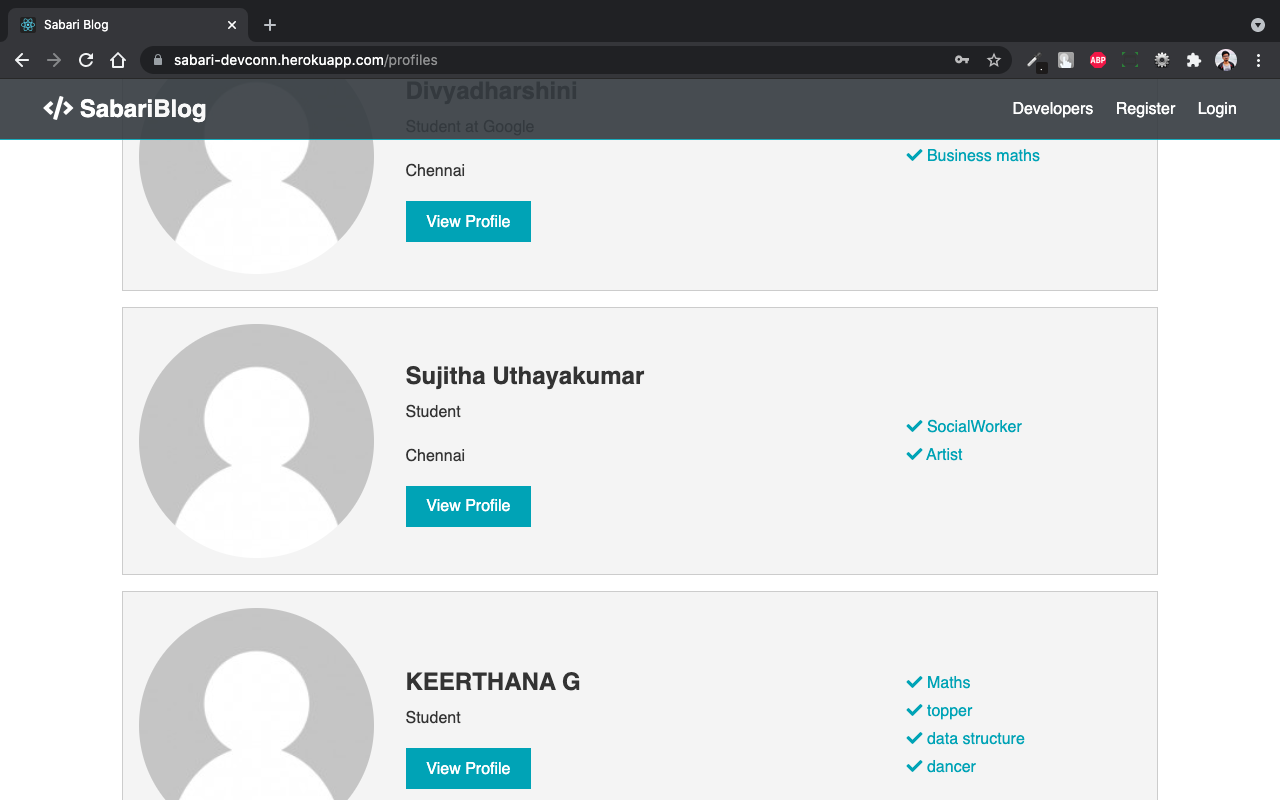 Sabari Blog
sabari-devconn.herokuapp.com/profiles
ABP
SabariBlog
Developers
Register
Login
Divyadharshini
Student at Google
Chennai
View Profile
Business maths
Sujitha Uthayakumar
Student
Chennai
View Profile
SocialWorker
Artist
KEERTHANA G
Student
View Profile
Maths
topper
data structure
dancer